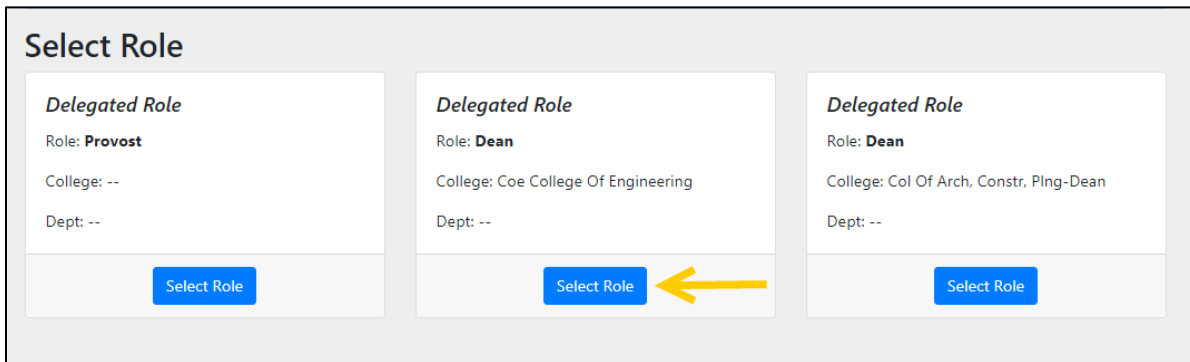 Select Role
Delegated Role
Role: Provost
College: --
Dept: --
Select Role
Delegated Role
Role: Dean
College: Coe College Of Engineering
Dept: --
Select Role
Delegated Role
Role: Dean
College: Col Of Arch, Constr, Plng-Dean
Dept: --
Select Role